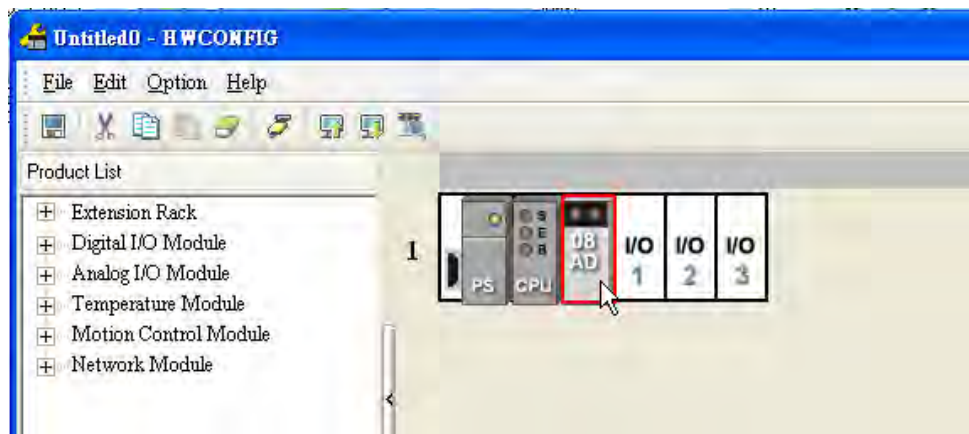 Untitled0 - HWCONFIG
File Edit Option Help
Product List
Extension Rack
Digital I/O Module
Analog I/O Module
Temperature Module
Motion Control Module
Network Module
1
PS
S
E
B
CPU
08
AD
I/O
1
I/O
2
I/O
3